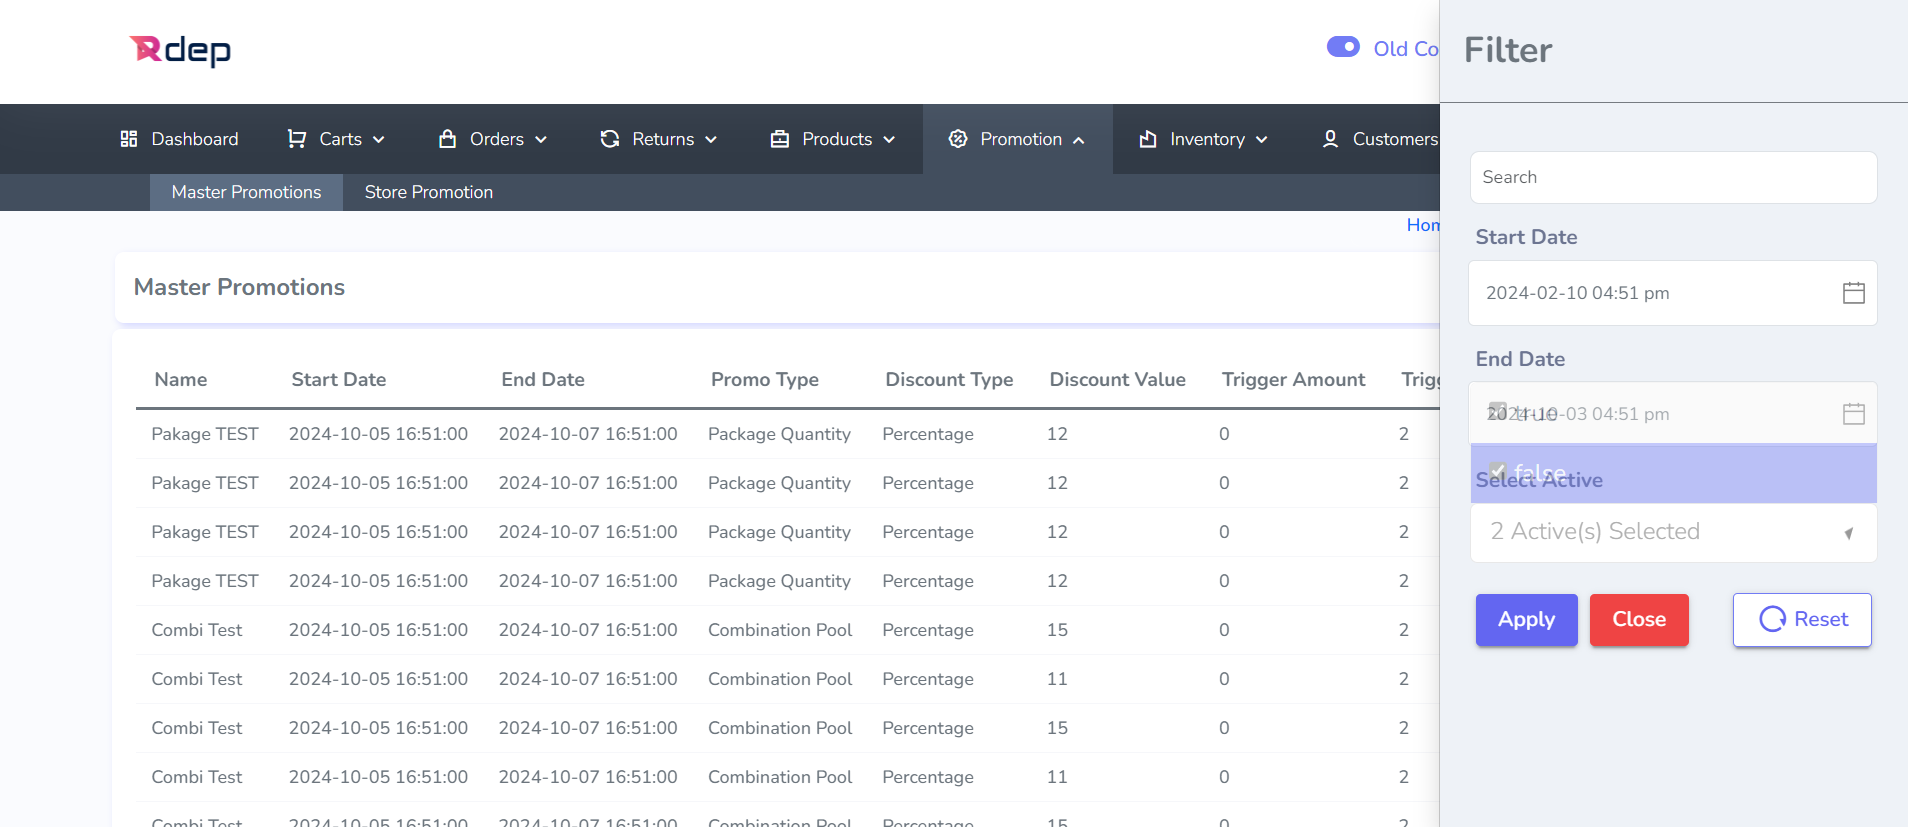 Rdep
Old Co
Dashboard Carts Orders Returns Products Promotion Inventory Customers
Master Promotions Store Promotion
Hom
Master Promotions
Name Start Date End Date Promo Type Discount Type Discount Value Trigger Amount Trigg
Pakage TEST 2024-10-05 16:51:00 2024-10-07 16:51:00 Package Quantity Percentage 12 0 2
Pakage TEST 2024-10-05 16:51:00 2024-10-07 16:51:00 Package Quantity Percentage 12 0 2
Pakage TEST 2024-10-05 16:51:00 2024-10-07 16:51:00 Package Quantity Percentage 12 0 2
Pakage TEST 2024-10-05 16:51:00 2024-10-07 16:51:00 Package Quantity Percentage 12 0 2
Combi Test 2024-10-05 16:51:00 2024-10-07 16:51:00 Combination Pool Percentage 15 0 2
Combi Test 2024-10-05 16:51:00 2024-10-07 16:51:00 Combination Pool Percentage 11 0 2
Combi Test 2024-10-05 16:51:00 2024-10-07 16:51:00 Combination Pool Percentage 15 0 2
Combi Test 2024-10-05 16:51:00 2024-10-07 16:51:00 Combination Pool Percentage 11 0 2
Combi Test 2024-10-05 16:51:00 2024-10-07 16:51:00 Combination Pool Percentage 15 0 2
Filter
Search
Start Date
2024-02-10 04:51 pm
End Date
2024-10-03 04:51 pm
true
false
Select Active
2 Active(s) Selected
Apply Close Reset